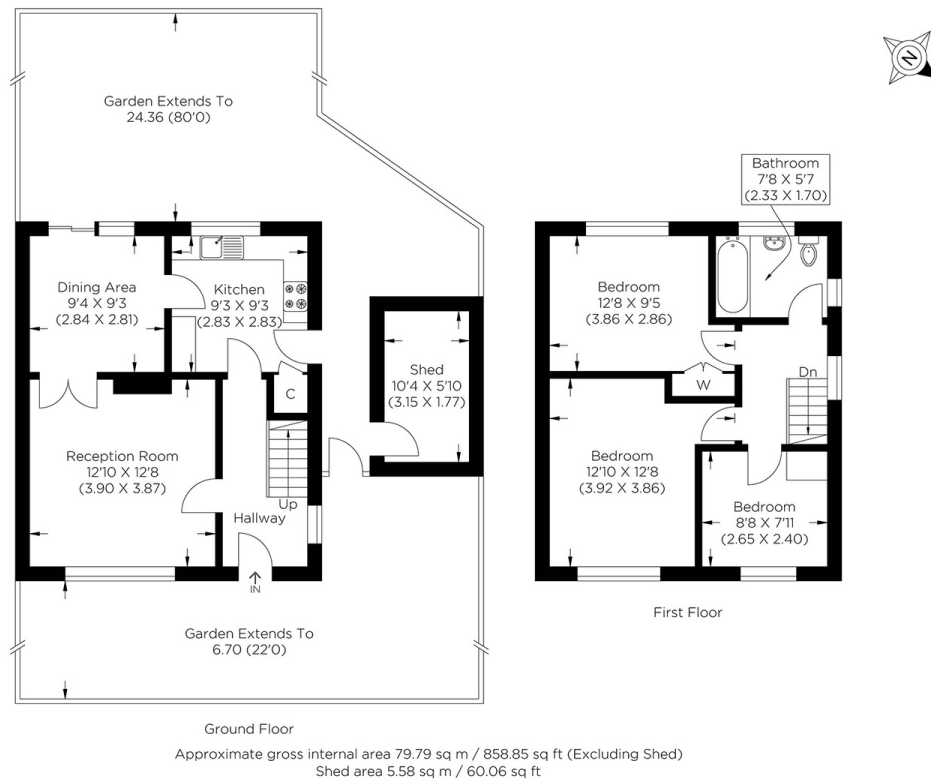 N
Garden Extends To
24.36 (80'0)
Dining Area
9'4 X 9'3
(2.84 X 2.81)
Kitchen
9'3 X 9'3
(2.83 X 2.83)
C
Shed
10'4 X 5'10
(3.15 X 1.77)
Reception Room
12'10 X 12'8
(3.90 X 3.87)
Up
Hallway
IN
Garden Extends To
6.70 (22'0)
Ground Floor
Bathroom
7'8 X 5'7
(2.33 X 1.70)
Bedroom
12'8 X 9'5
(3.86 X 2.86)
W
Dn
Bedroom
12'10 X 12'8
(3.92 X 3.86)
Bedroom
8'8 X 7'11
(2.65 X 2.40)
First Floor
Approximate gross internal area 79.79 sq m / 858.85 sq ft (Excluding Shed)
Shed area 5.58 sq m / 60.06 sq ft